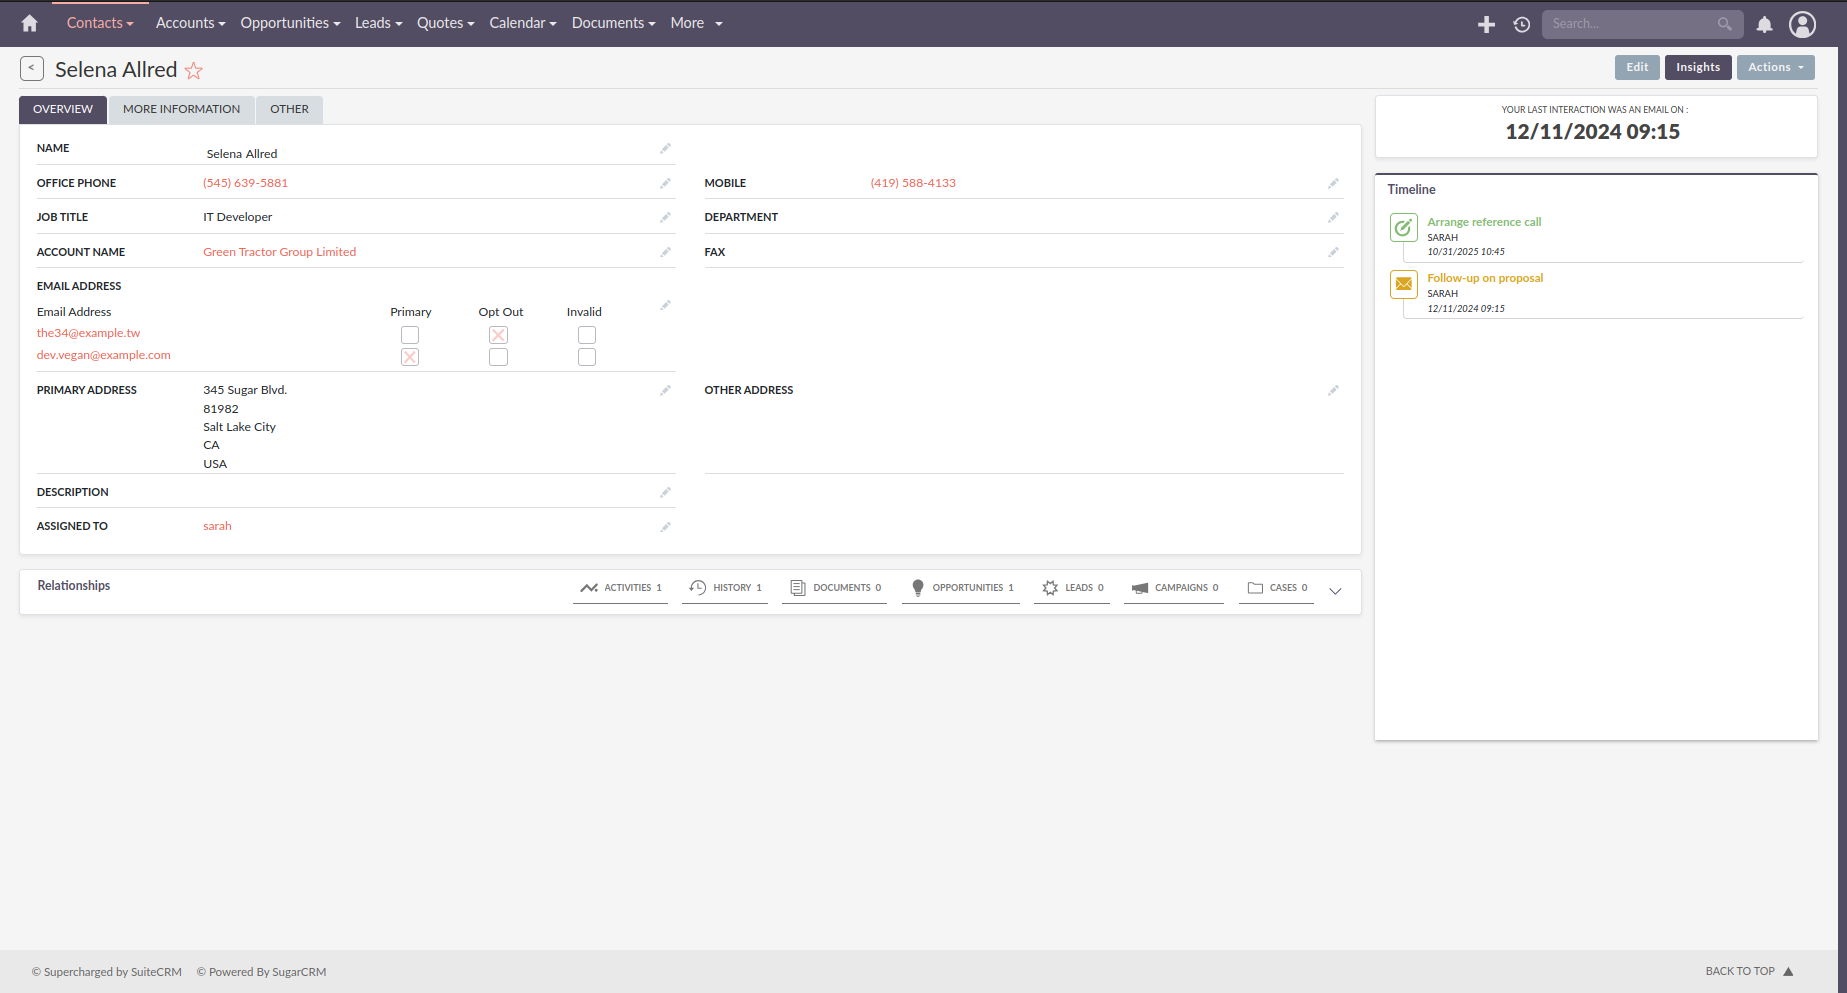 Contacts Accounts Opportunities Leads Quotes Calendar Documents More Search...
< Selena Allred Edit Insights Actions
OVERVIEW MORE INFORMATION OTHER
NAME Selena Allred
OFFICE PHONE (545) 639-5881 MOBILE (419) 588-4133
JOB TITLE IT Developer DEPARTMENT
ACCOUNT NAME Green Tractor Group Limited FAX
EMAIL ADDRESS
Email Address Primary Opt Out Invalid
the34@example.tw
dev.vegan@example.com
PRIMARY ADDRESS 345 Sugar Blvd. OTHER ADDRESS
81982
Salt Lake City
CA
USA
DESCRIPTION
ASSIGNED TO sarah
Relationships ACTIVITIES 1 HISTORY 1 DOCUMENTS 0 OPPORTUNITIES 1 LEADS 0 CAMPAIGNS 0 CASES 0
YOUR LAST INTERACTION WAS AN EMAIL ON :
12/11/2024 09:15
Timeline
Arrange reference call
SARAH
10/31/2025 10:45
Follow-up on proposal
SARAH
12/11/2024 09:15
© Supercharged by SuiteCRM © Powered By SugarCRM BACK TO TOP